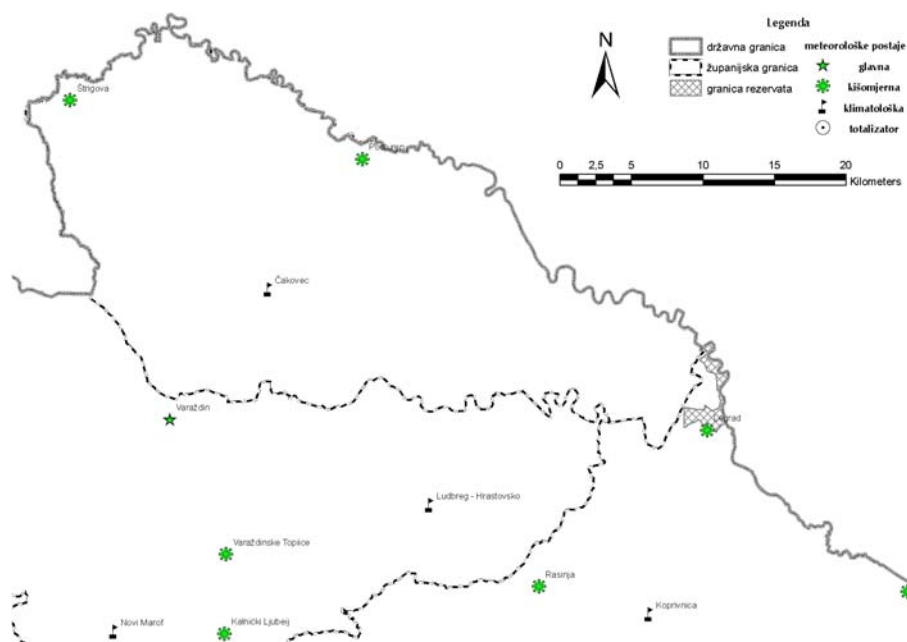 Legenda
N
državna granica
županijska granica
granica rezervata
meteorološke postaje
glavna
kišomjerna
klimatološka
totalizator
0 2,5 5 10 15 20
Kilometers
Štrigova
Čakovec
Varaždin
Legrad
Ludbreg - Hrastovsko
Varaždinske Toplice
Rasinja
Koprivnica
Novi Marof
Kalnički Ljubelj